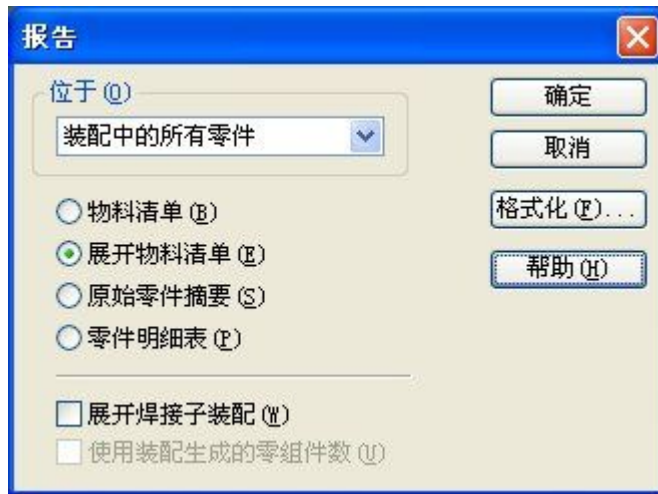 报告
位于(O)
装配中的所有零件
物料清单(B)
展开物料清单(E)
原始零件摘要(S)
零件明细表(P)
展开焊接子装配(W)
使用装配生成的零组件数(U)
确定
取消
格式化(F)...
帮助(H)